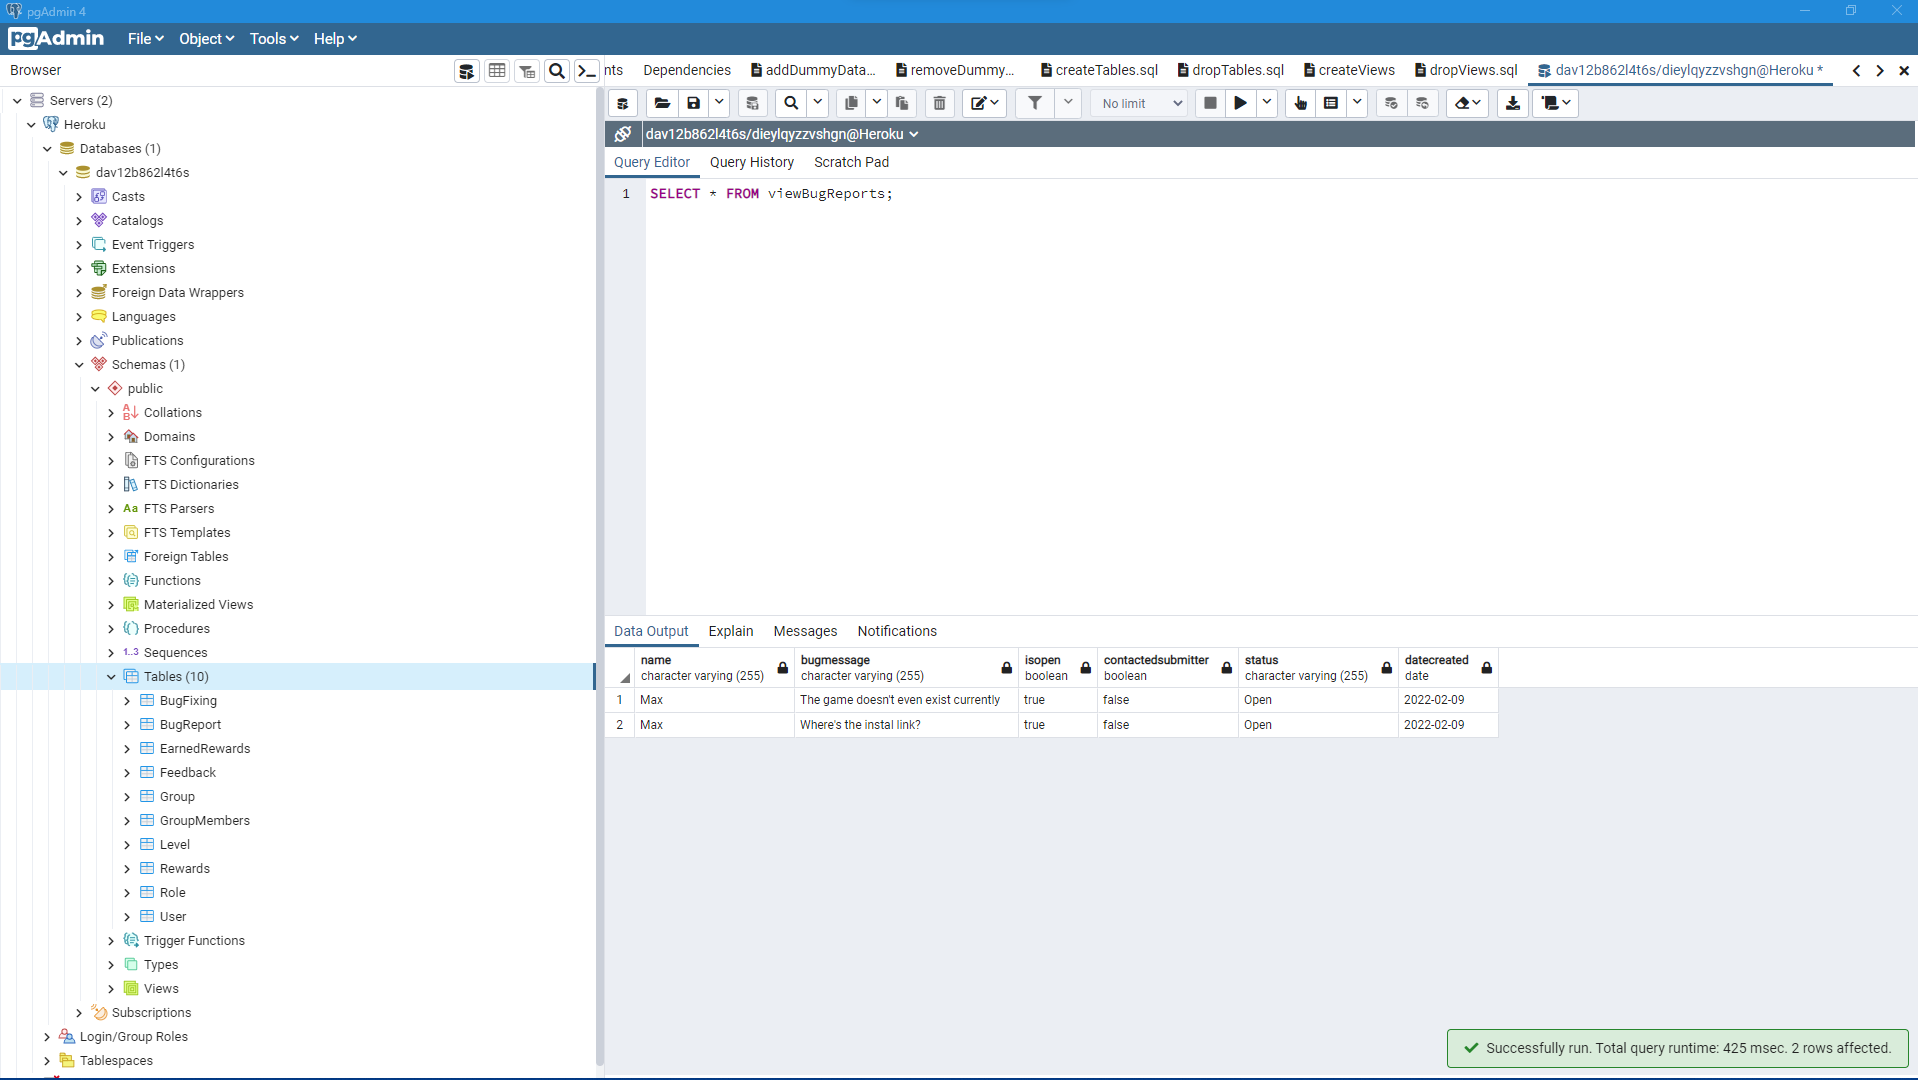 pgAdmin 4
pgAdmin File Object Tools Help
Browser
nts Dependencies addDummyData... removeDummy... createTables.sql dropTables.sql createViews dropViews.sql dav12b862l4t6s/dieylqyzzvshgn@Heroku *
No limit
dav12b862l4t6s/dieylqyzzvshgn@Heroku
Query Editor Query History Scratch Pad
1 SELECT * FROM viewBugReports;
Servers (2)
Heroku
Databases (1)
dav12b862l4t6s
Casts
Catalogs
Event Triggers
Extensions
Foreign Data Wrappers
Languages
Publications
Schemas (1)
public
Collations
Domains
FTS Configurations
FTS Dictionaries
Aa FTS Parsers
FTS Templates
Foreign Tables
Functions
Materialized Views
Procedures
1..3 Sequences
Tables (10)
BugFixing
BugReport
EarnedRewards
Feedback
Group
GroupMembers
Level
Rewards
Role
User
Trigger Functions
Types
Views
Subscriptions
Login/Group Roles
Tablespaces
Data Output Explain Messages Notifications
name bugmessage isopen contactedsubmitter status datecreated
character varying (255) character varying (255) boolean boolean character varying (255) date
1 Max The game doesn't even exist currently true false Open 2022-02-09
2 Max Where's the instal link? true false Open 2022-02-09
Successfully run. Total query runtime: 425 msec. 2 rows affected.